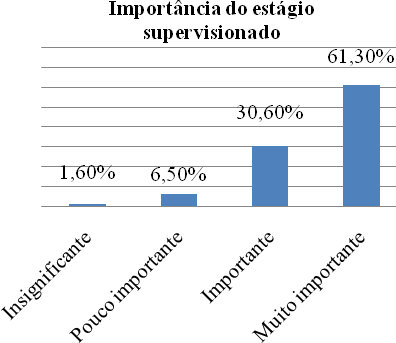 Importância do estágio
supervisionado
61,30%
30,60%
6,50%
1,60%
Insignificante
Pouco importante
Importante
Muito importante